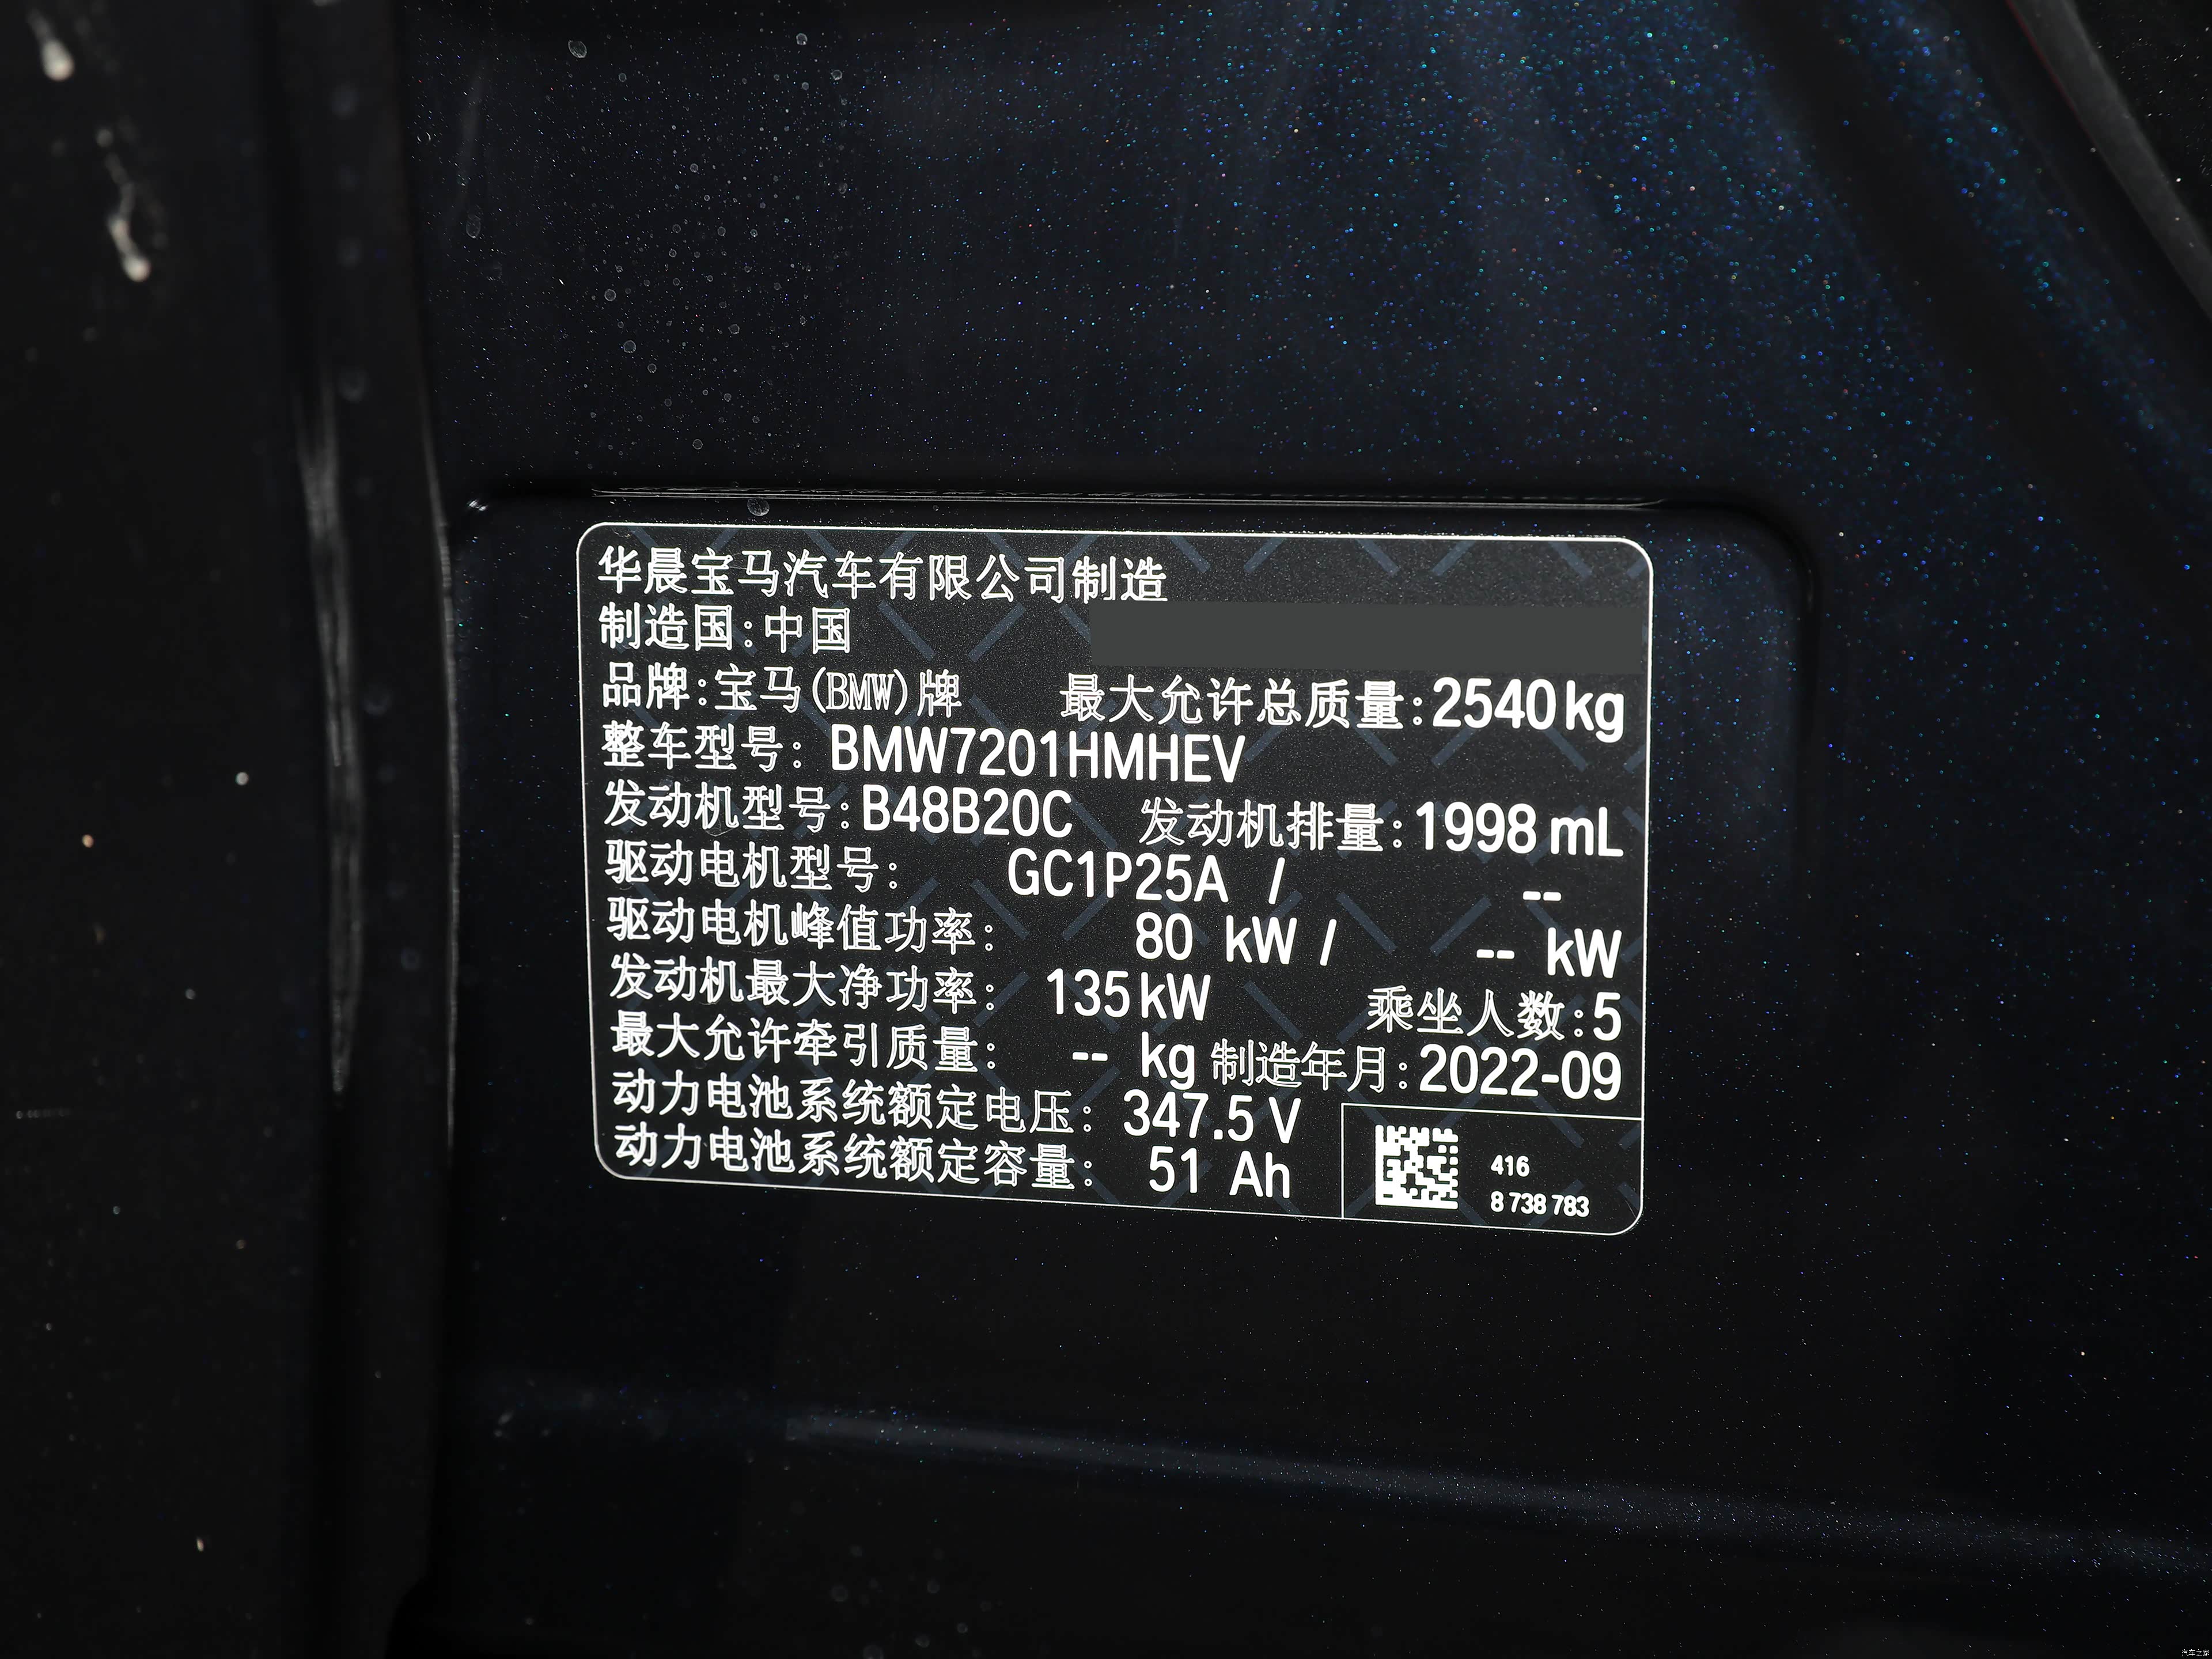 华晨宝马汽车有限公司制造
制造国:中国
品牌:宝马(BMW)牌 最大允许总质量:2540kg
整车型号: BMW7201HMHEV
发动机型号:B48B20C 发动机排量:1998 mL
驱动电机型号: GC1P25A / --
驱动电机峰值功率: 80 kW / -- kW
发动机最大净功率: 135kW 乘坐人数:5
最大允许牵引质量: -- kg 制造年月:2022-09
动力电池系统额定电压: 347.5V
动力电池系统额定容量: 51 Ah
416
8 738 783
汽车之家